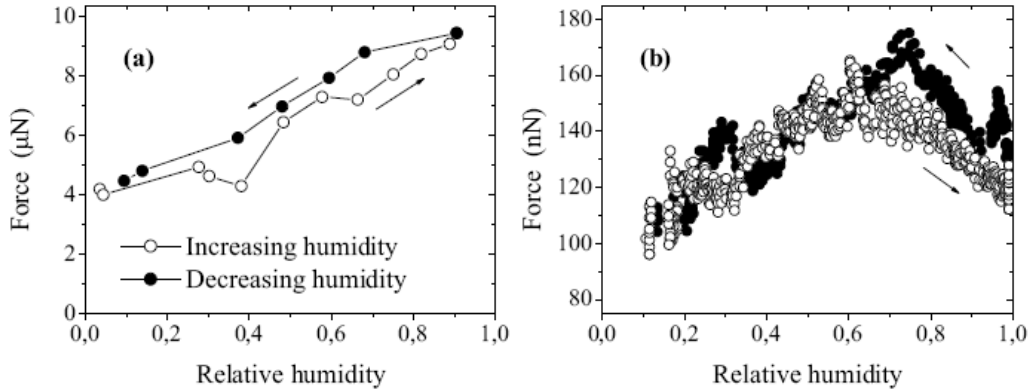 (a)
Force (µN)
10
8
6
4
2
0
Increasing humidity
Decreasing humidity
0,0 0,2 0,4 0,6 0,8 1,0
Relative humidity
(b)
Force (nN)
180
160
140
120
100
80
0,0 0,2 0,4 0,6 0,8 1,0
Relative humidity